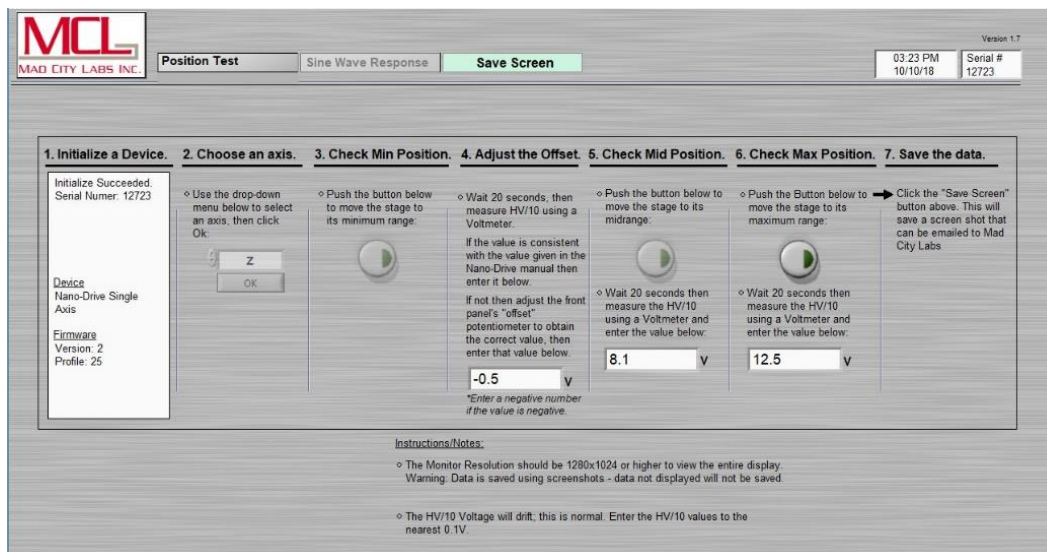 MCL
MAD CITY LABS INC.
Position Test
Sine Wave Response
Save Screen
Version 1.7
03:23 PM
10/10/18
Serial #
12723
1. Initialize a Device.
Initialize Succeeded.
Serial Numer: 12723
Device
Nano-Drive Single
Axis
Firmware
Version: 2
Profile: 25
2. Choose an axis.
Use the drop-down
menu below to select
an axis, then click
Ok:
Z
OK
3. Check Min Position.
Push the button below
to move the stage to
its minimum range:
4. Adjust the Offset.
Wait 20 seconds, then
measure HV/10 using a
Voltmeter.
If the value is consistent
with the value given in the
Nano-Drive manual then
enter it below.
If not then adjust the front
panel's "offset"
potentiometer to obtain
the correct value, then
enter that value below.
-0.5 V
*Enter a negative number
if the value is negative.
5. Check Mid Position.
Push the button below to
move the stage to its
midrange:
Wait 20 seconds then
measure the HV/10
using a Voltmeter and
enter the value below:
8.1 V
6. Check Max Position.
Push the Button below to
move the stage to its
maximum range:
Wait 20 seconds then
measure the HV/10
using a Voltmeter and
enter the value below:
12.5 V
7. Save the data.
Click the "Save Screen"
button above. This will
save a screen shot that
can be emailed to Mad
City Labs
Instructions/Notes:
The Monitor Resolution should be 1280x1024 or higher to view the entire display.
Warning: Data is saved using screenshots - data not displayed will not be saved.
The HV/10 Voltage will drift; this is normal. Enter the HV/10 values to the
nearest 0.1V.